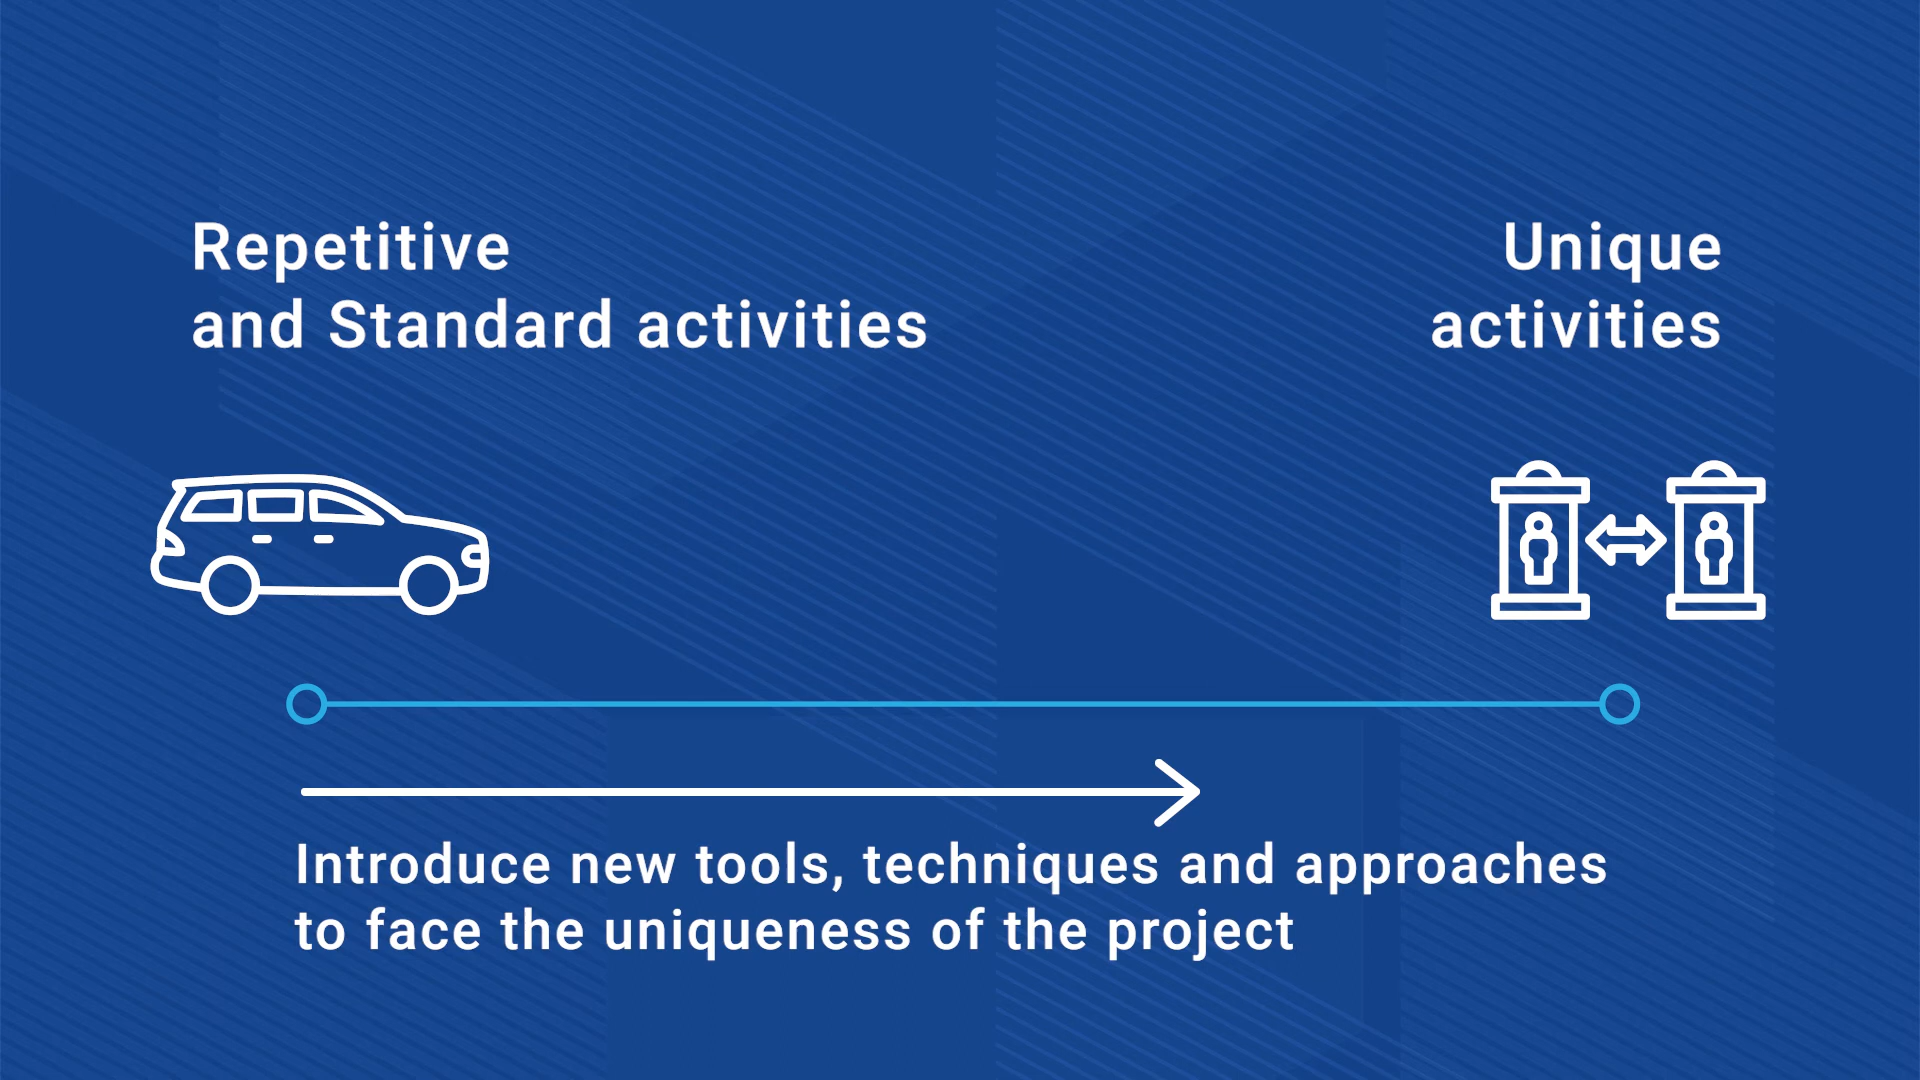 Repetitive
and Standard activities
Unique
activities
Introduce new tools, techniques and approaches
to face the uniqueness of the project